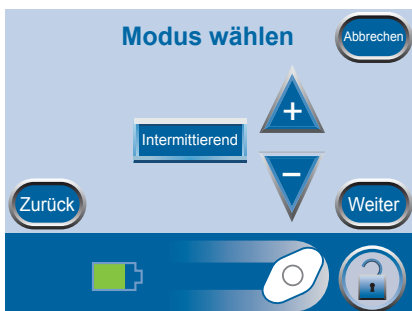 Modus wählen
Abbrechen
+
Intermittierend
−
Zurück
Weiter